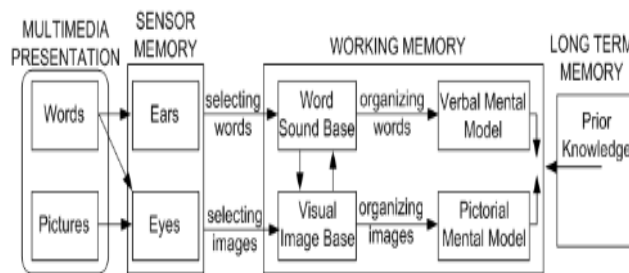 MULTIMEDIA
PRESENTATION
SENSOR
MEMORY
WORKING MEMORY
LONG TERM
MEMORY
Words
Ears
selecting
words
Word
Sound Base
organizing
words
Verbal Mental
Model
Prior
Knowledge
Pictures
Eyes
selecting
images
Visual
Image Base
organizing
images
Pictorial
Mental Model